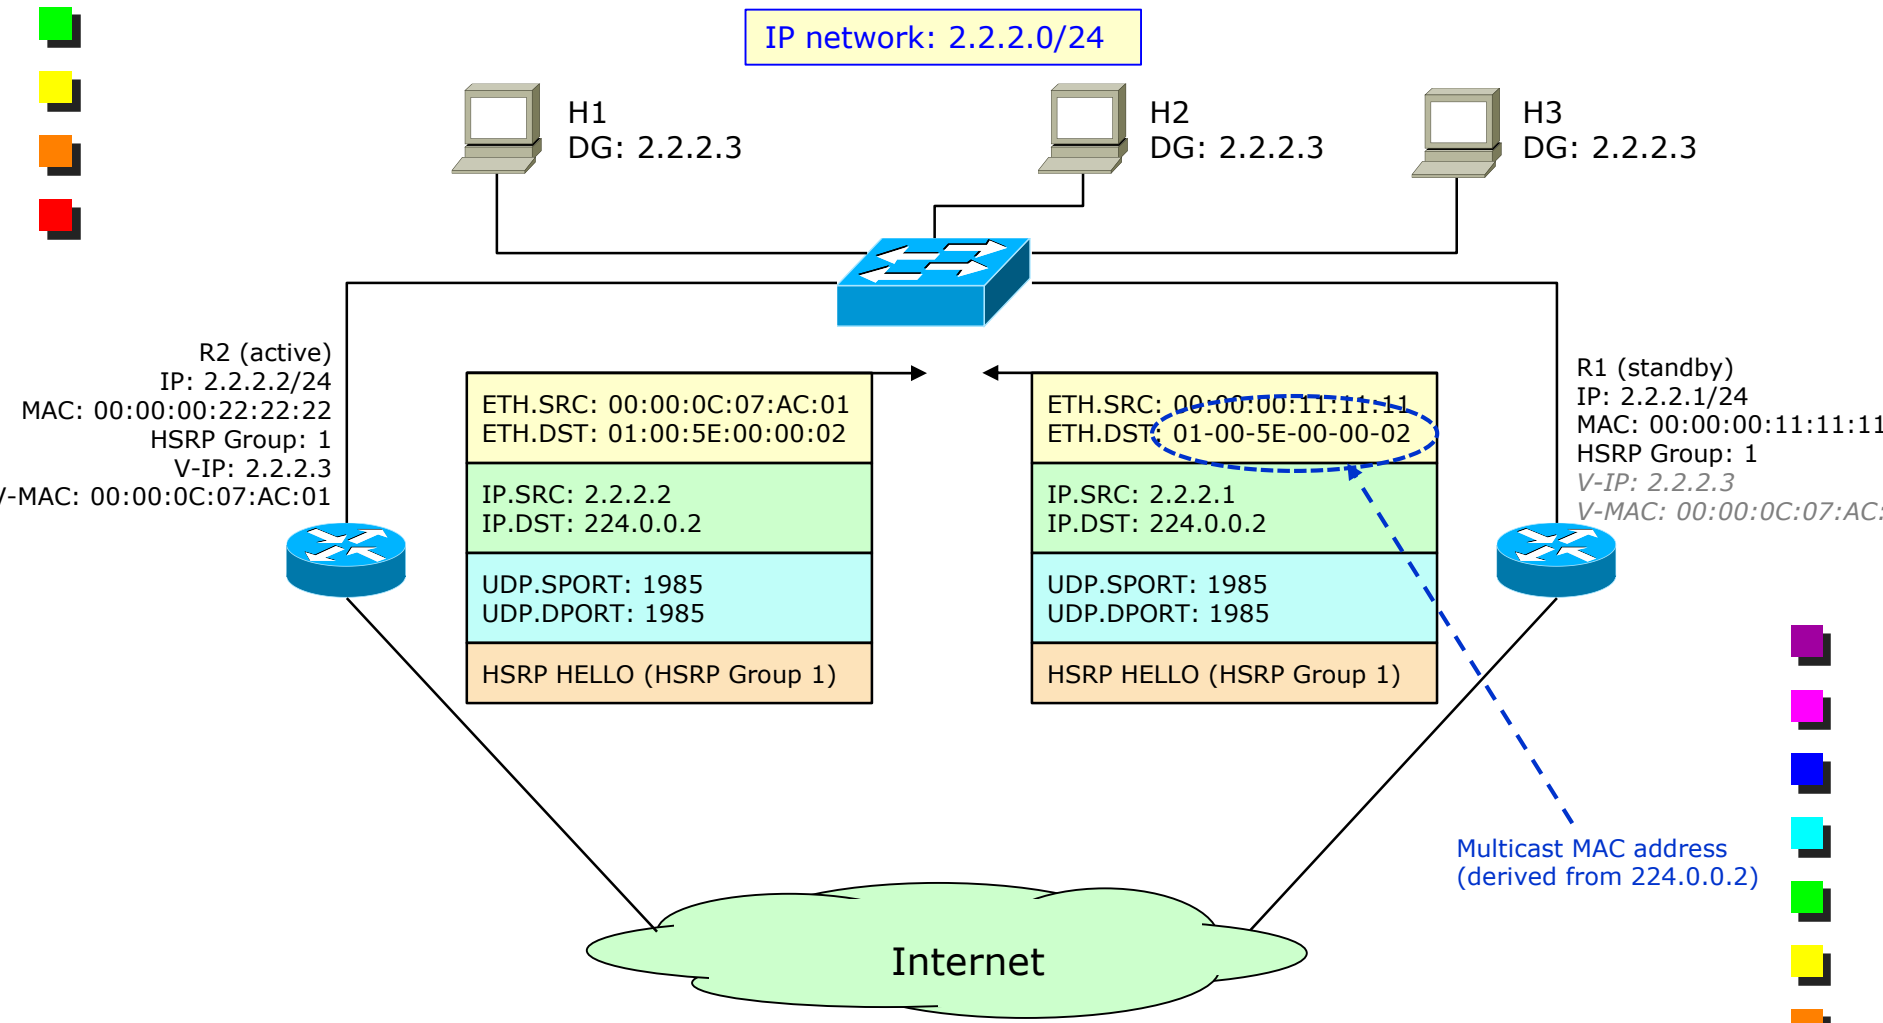 IP network: 2.2.2.0/24
H1
DG: 2.2.2.3
H2
DG: 2.2.2.3
H3
DG: 2.2.2.3
R2 (active)
IP: 2.2.2.2/24
MAC: 00:00:00:22:22:22
HSRP Group: 1
V-IP: 2.2.2.3
V-MAC: 00:00:0C:07:AC:01
ETH.SRC: 00:00:0C:07:AC:01
ETH.DST: 01:00:5E:00:00:02
IP.SRC: 2.2.2.2
IP.DST: 224.0.0.2
UDP.SPORT: 1985
UDP.DPORT: 1985
HSRP HELLO (HSRP Group 1)
ETH.SRC: 00:00:00:11:11:11
ETH.DST: 01-00-5E-00-00-02
IP.SRC: 2.2.2.1
IP.DST: 224.0.0.2
UDP.SPORT: 1985
UDP.DPORT: 1985
HSRP HELLO (HSRP Group 1)
R1 (standby)
IP: 2.2.2.1/24
MAC: 00:00:00:11:11:11
HSRP Group: 1
V-IP: 2.2.2.3
V-MAC: 00:00:0C:07:AC:
Multicast MAC address
(derived from 224.0.0.2)
Internet